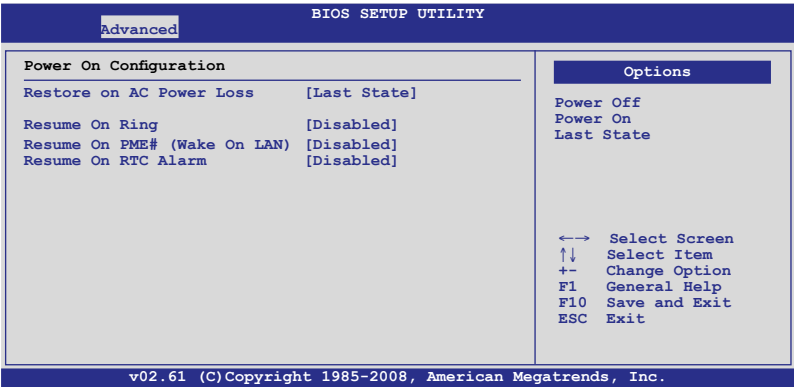 BIOS SETUP UTILITY
Advanced
Power On Configuration
Restore on AC Power Loss [Last State]
Resume On Ring [Disabled]
Resume On PME# (Wake On LAN) [Disabled]
Resume On RTC Alarm [Disabled]
Options
Power Off
Power On
Last State
←→ Select Screen
↑↓ Select Item
+- Change Option
F1 General Help
F10 Save and Exit
ESC Exit
v02.61 (C)Copyright 1985-2008, American Megatrends, Inc.